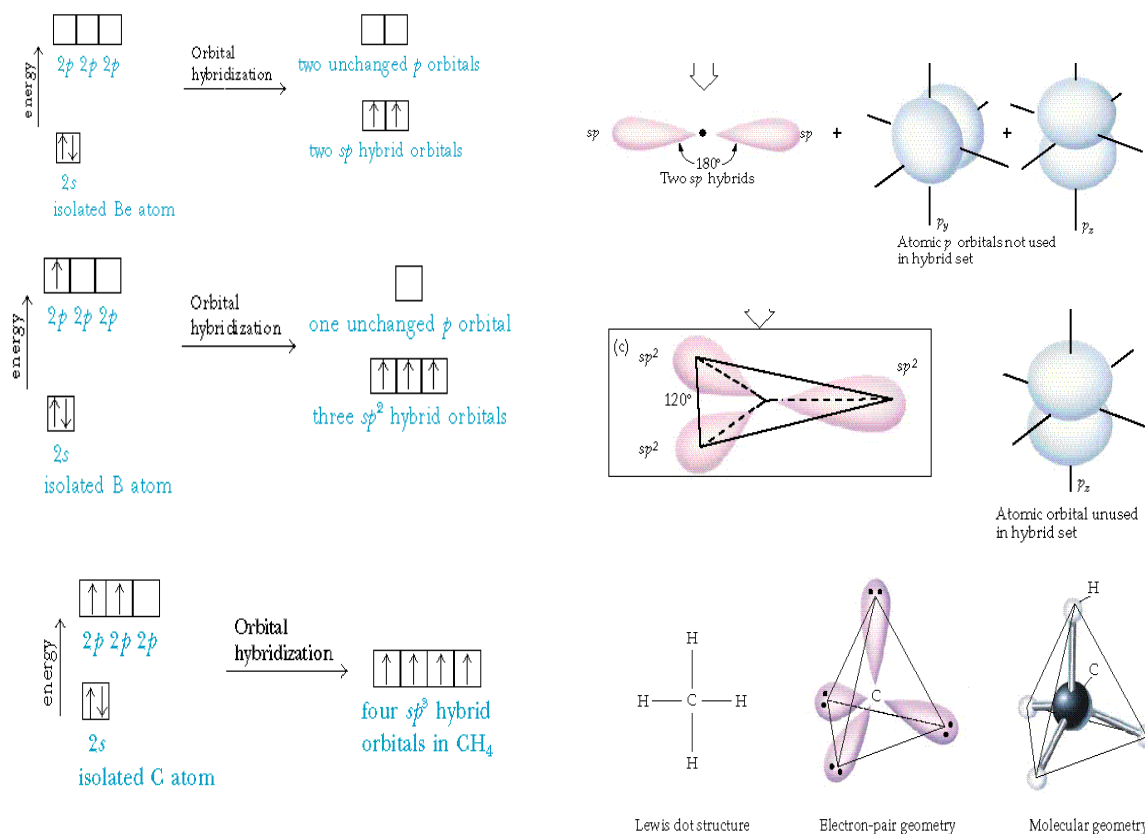 energy
2p 2p 2p
2s
isolated Be atom
Orbital
hybridization
two unchanged p orbitals
two sp hybrid orbitals
sp
180°
Two sp hybrids
sp
+
+
p_y
p_z
Atomic p orbitals not used
in hybrid set
energy
2p 2p 2p
2s
isolated B atom
Orbital
hybridization
one unchanged p orbital
three sp² hybrid orbitals
(c)
sp²
sp²
120°
sp²
p_z
Atomic orbital unused
in hybrid set
energy
2p 2p 2p
2s
isolated C atom
Orbital
hybridization
four sp³ hybrid
orbitals in CH₄
H
H C H
H
Lewis dot structure
C
Electron-pair geometry
H
C
Molecular geometry